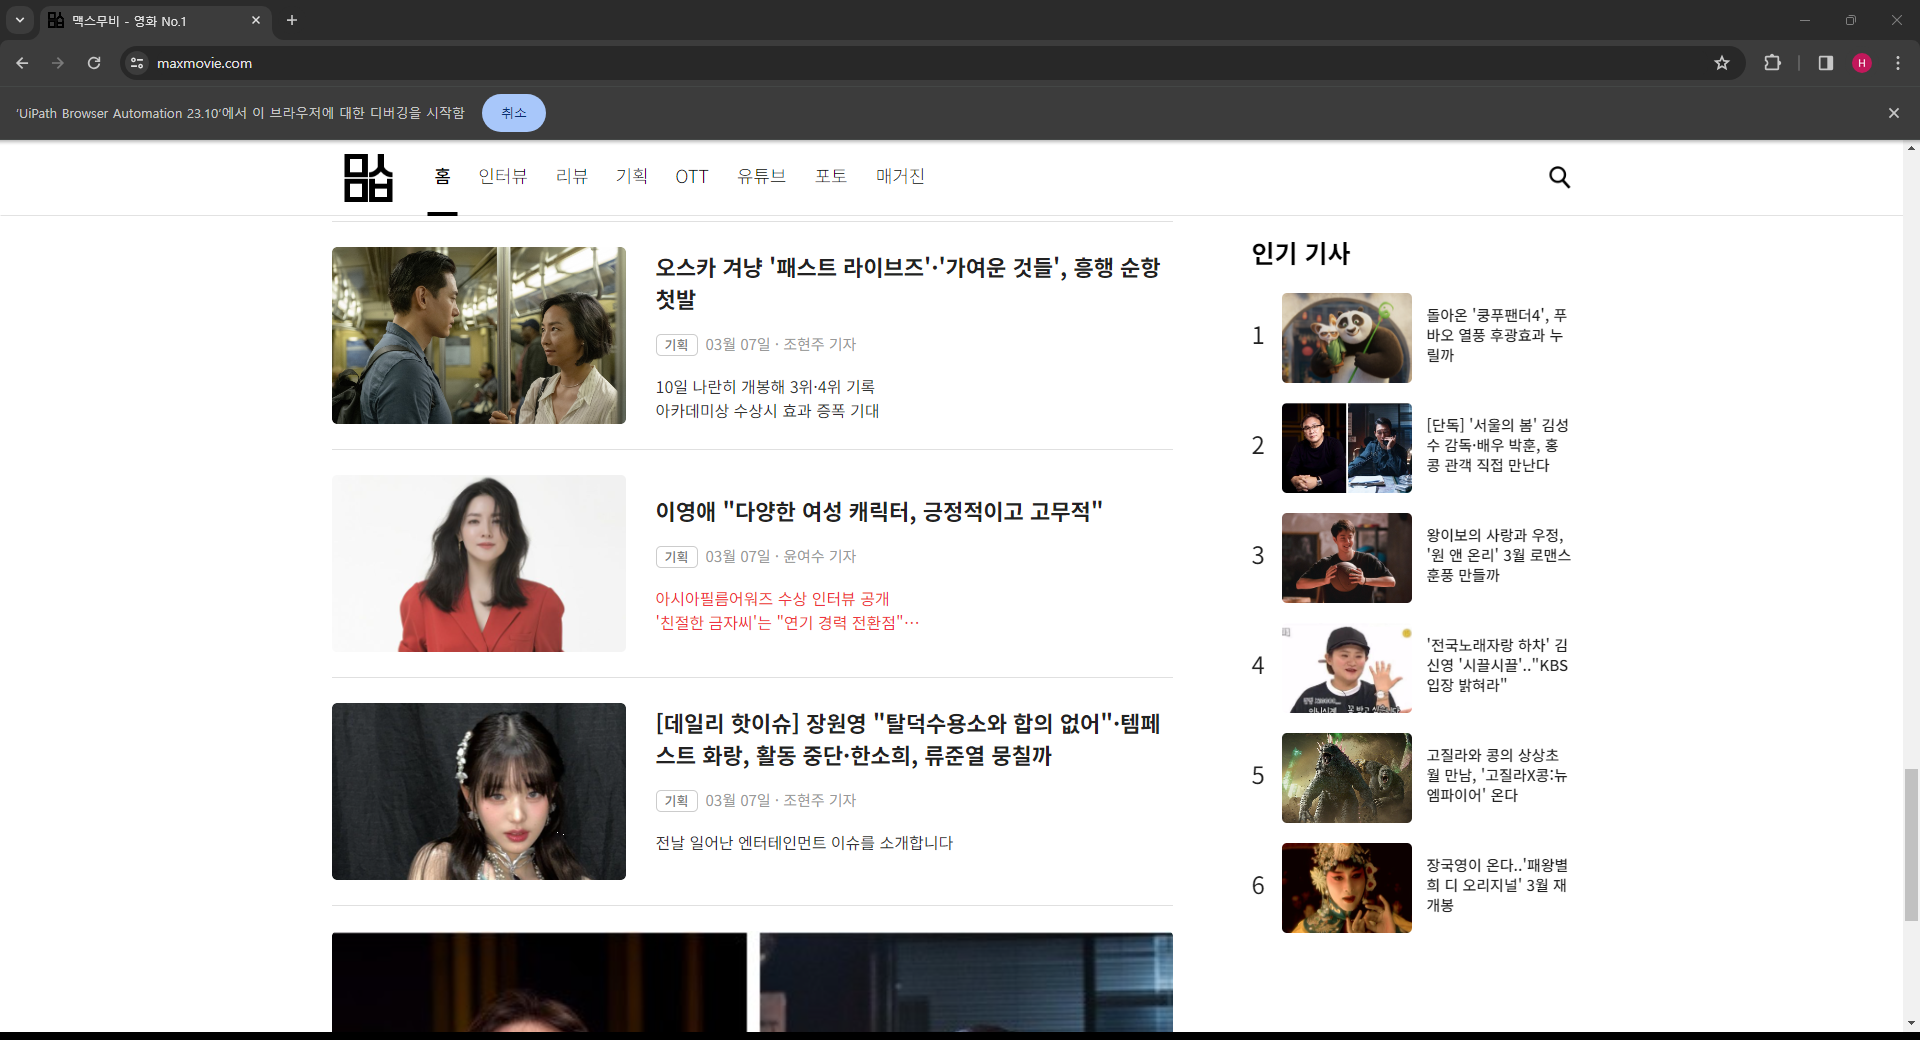 맥스무비 - 영화 No.1
maxmovie.com
H
'UiPath Browser Automation 23.10'에서 이 브라우저에 대한 디버깅을 시작함
취소
홈 인터뷰 리뷰 기획 OTT 유튜브 포토 매거진
오스카 겨냥 '패스트 라이브즈'·'가여운 것들', 흥행 순항
첫발
기획 03월 07일 · 조현주 기자
10일 나란히 개봉해 3위·4위 기록
아카데미상 수상시 효과 증폭 기대
이영애 "다양한 여성 캐릭터, 긍정적이고 고무적"
기획 03월 07일 · 윤여수 기자
아시아필름어워즈 수상 인터뷰 공개
'친절한 금자씨'는 "연기 경력 전환점"…
[데일리 핫이슈] 장원영 "탈덕수용소와 합의 없어"·템페
스트 화랑, 활동 중단·한소희, 류준열 뭉칠까
기획 03월 07일 · 조현주 기자
전날 일어난 엔터테인먼트 이슈를 소개합니다
인기 기사
1
돌아온 '쿵푸팬더4', 푸
바오 열풍 후광효과 누
릴까
2
[단독] '서울의 봄' 김성
수 감독·배우 박훈, 홍
콩 관객 직접 만난다
3
왕이보의 사랑과 우정,
'원 앤 온리' 3월 로맨스
훈풍 만들까
4
'전국노래자랑 하차' 김
신영 '시끌시끌'.."KBS
입장 밝혀라"
5
고질라와 콩의 상상초
월 만남, '고질라X콩:뉴
엠파이어' 온다
6
장국영이 온다..'패왕별
희 디 오리지널' 3월 재
개봉